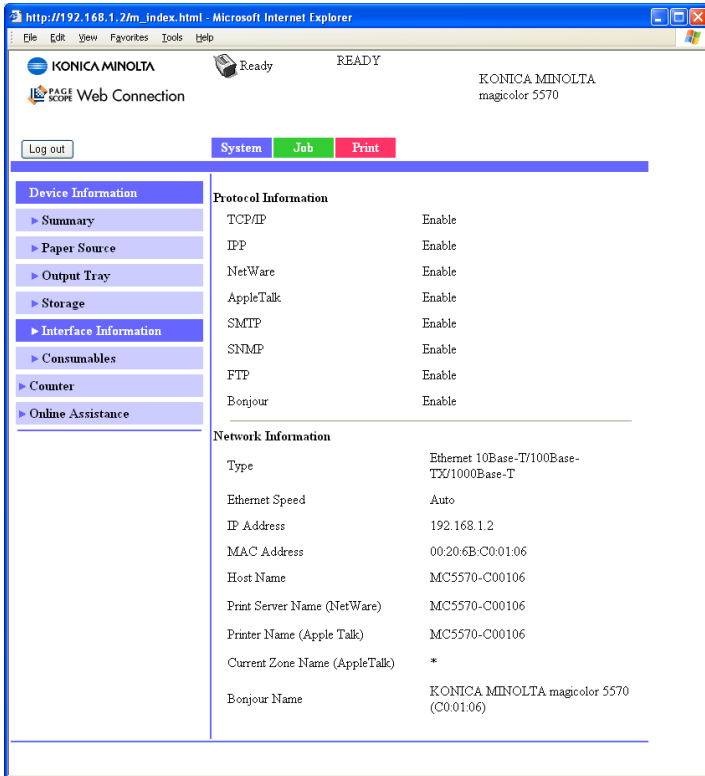 http://192.168.1.2/m_index.html - Microsoft Internet Explorer
File Edit View Favorites Tools Help
KONICA MINOLTA
Ready
READY
KONICA MINOLTA
magicolor 5570
PAGE SCOPE Web Connection
Log out
System
Job
Print
Device Information
Summary
Paper Source
Output Tray
Storage
Interface Information
Consumables
Counter
Online Assistance
Protocol Information
TCP/IP Enable
IPP Enable
NetWare Enable
AppleTalk Enable
SMTP Enable
SNMP Enable
FTP Enable
Bonjour Enable
Network Information
Type Ethernet 10Base-T/100Base-
TX/1000Base-T
Ethernet Speed Auto
IP Address 192.168.1.2
MAC Address 00:20:6B:C0:01:06
Host Name MC5570-C00106
Print Server Name (NetWare) MC5570-C00106
Printer Name (Apple Talk) MC5570-C00106
Current Zone Name (AppleTalk) *
Bonjour Name KONICA MINOLTA magicolor 5570
(C0:01:06)